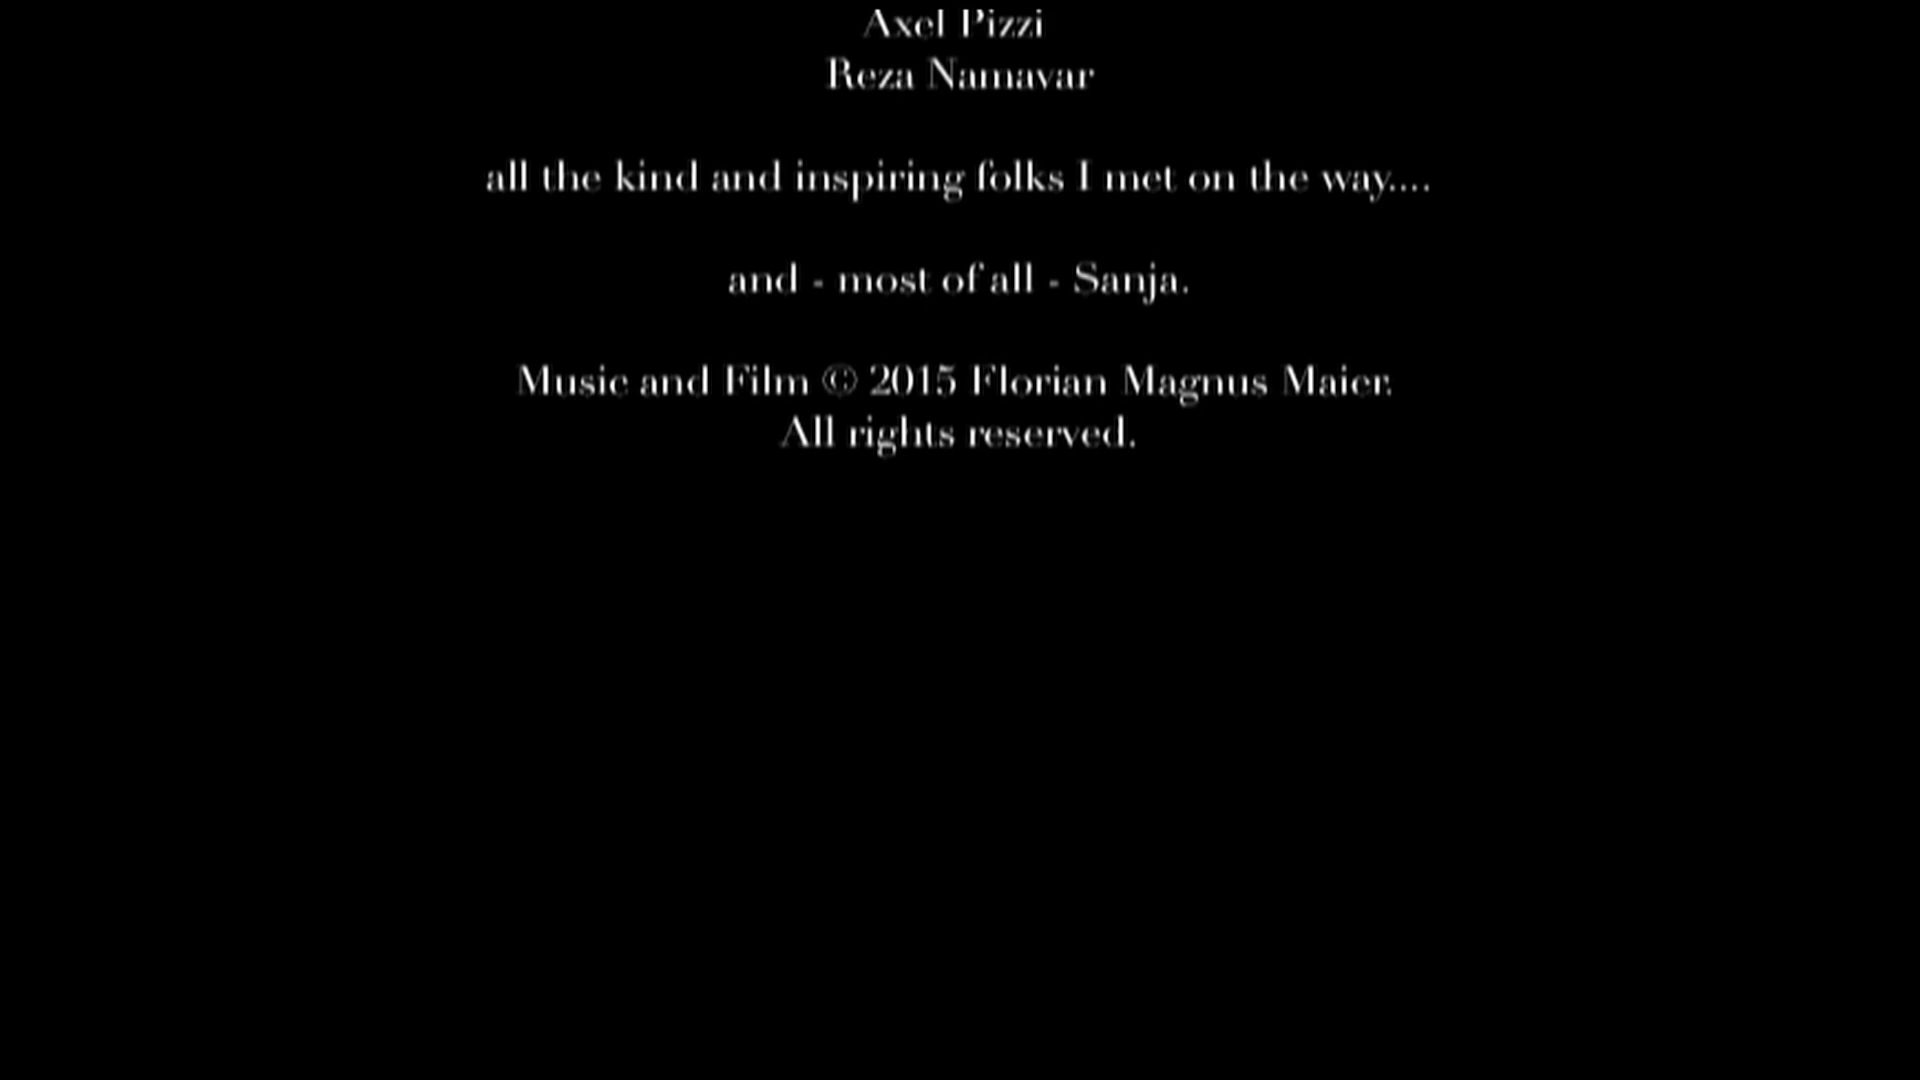 Axel Pizzi
Reza Namavar
all the kind and inspiring folks I met on the way....
and - most of all - Sanja.
Music and Film © 2015 Florian Magnus Maier.
All rights reserved.